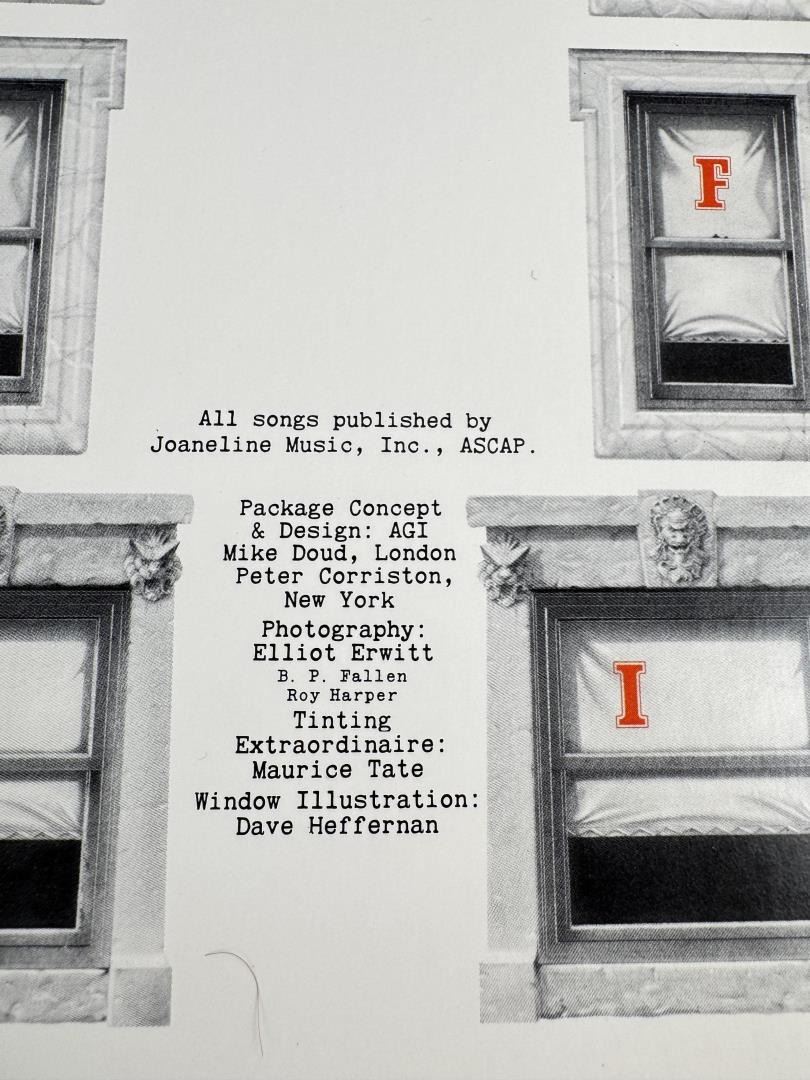 F
All songs published by
Joaneline Music, Inc., ASCAP.
Package Concept
& Design: AGI
Mike Doud, London
Peter Corriston,
New York
Photography:
Elliot Erwitt
B. P. Fallen
Roy Harper
Tinting
Extraordinaire:
Maurice Tate
Window Illustration:
Dave Heffernan
I